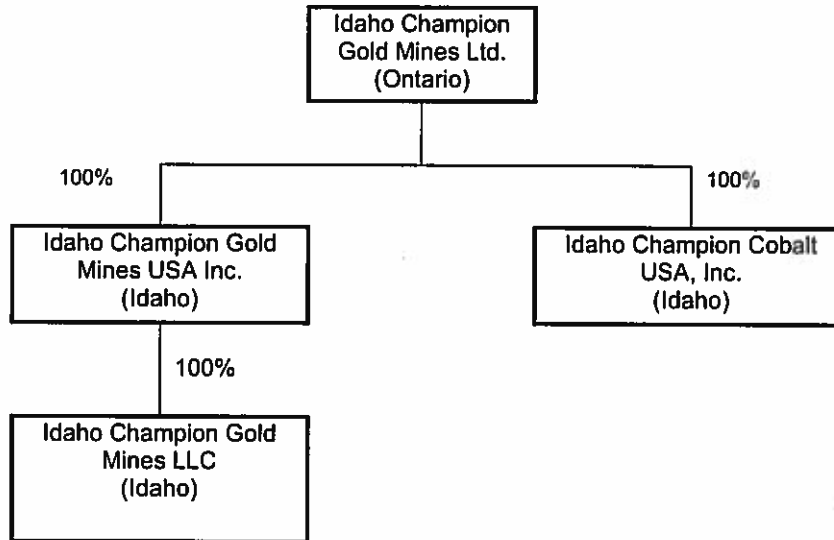 Idaho Champion
Gold Mines Ltd.
(Ontario)
100%
100%
Idaho Champion Gold
Mines USA Inc.
(Idaho)
Idaho Champion Cobalt
USA, Inc.
(Idaho)
100%
Idaho Champion Gold
Mines LLC
(Idaho)